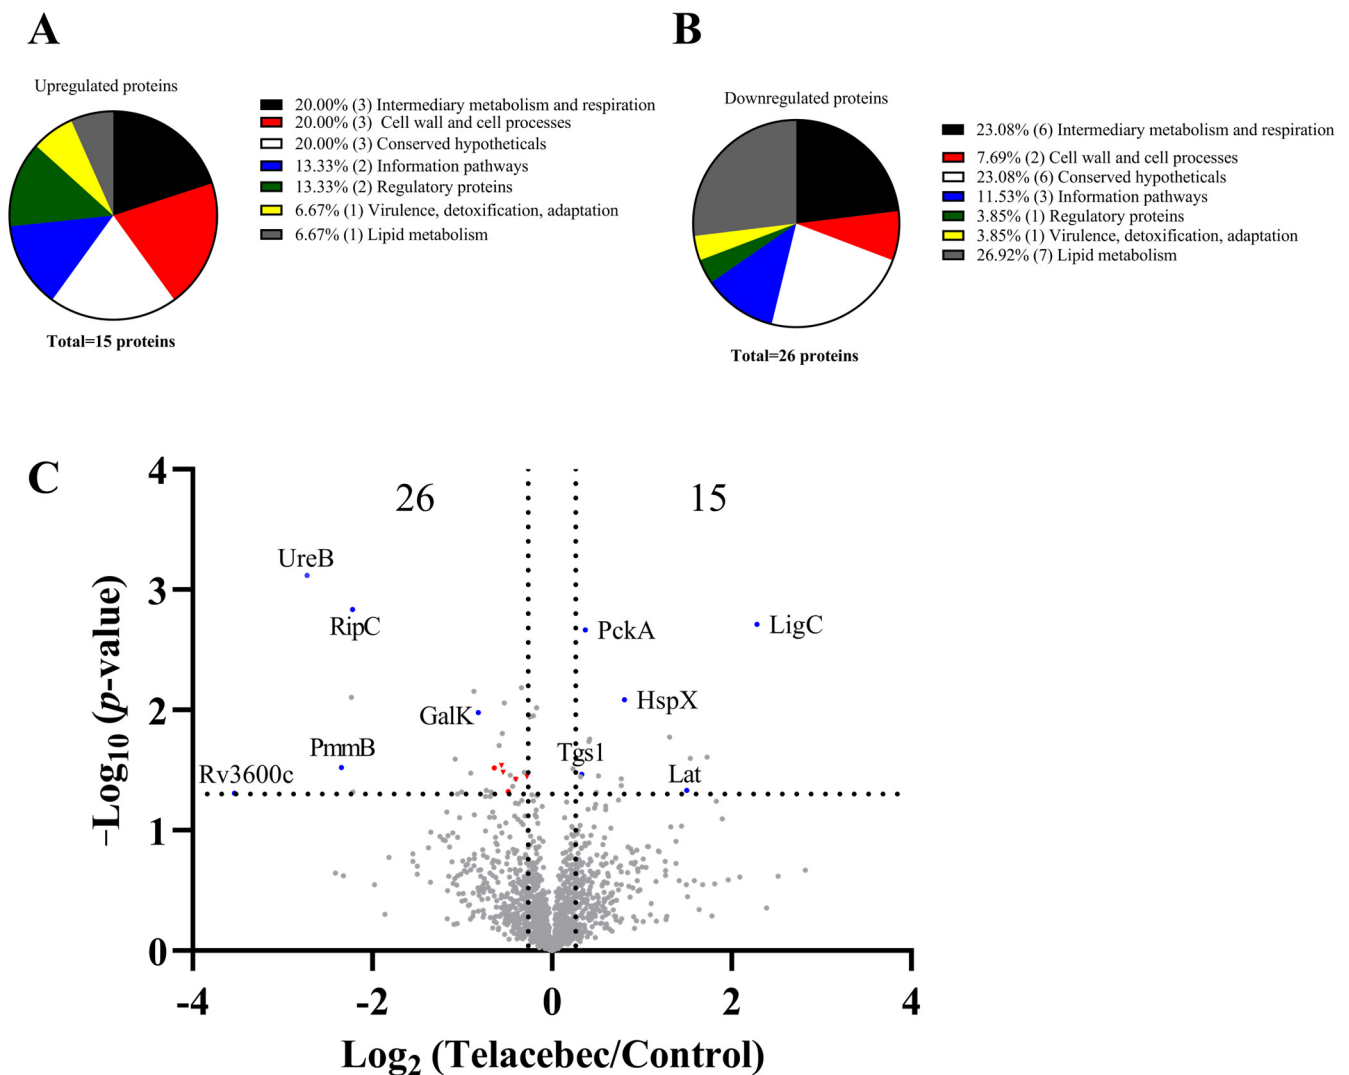 A
Upregulated proteins
20.00% (3) Intermediary metabolism and respiration
20.00% (3) Cell wall and cell processes
20.00% (3) Conserved hypotheticals
13.33% (2) Information pathways
13.33% (2) Regulatory proteins
6.67% (1) Virulence, detoxification, adaptation
6.67% (1) Lipid metabolism
Total=15 proteins
B
Downregulated proteins
23.08% (6) Intermediary metabolism and respiration
7.69% (2) Cell wall and cell processes
23.08% (6) Conserved hypotheticals
11.53% (3) Information pathways
3.85% (1) Regulatory proteins
3.85% (1) Virulence, detoxification, adaptation
26.92% (7) Lipid metabolism
Total=26 proteins
C
26
15
UreB
RipC
PckA
LigC
HspX
GalK
PmmB
Tgs1
Rv3600c
Lat
4
3
2
1
0
−Log10 (p-value)
-4
-2
0
2
4
Log2 (Telacebec/Control)